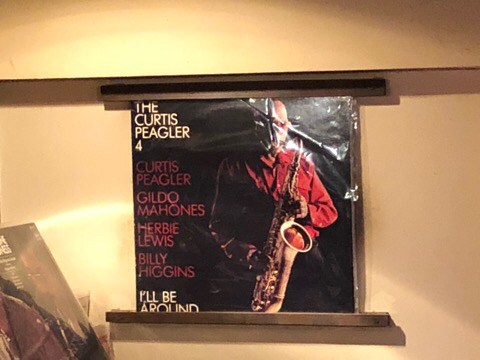 THE
CURTIS
PEAGLER
4
CURTIS
PEAGLER
GILDO
MAHONES
HERBIE
LEWIS
BILLY
HIGGINS
I'LL BE
AROUND